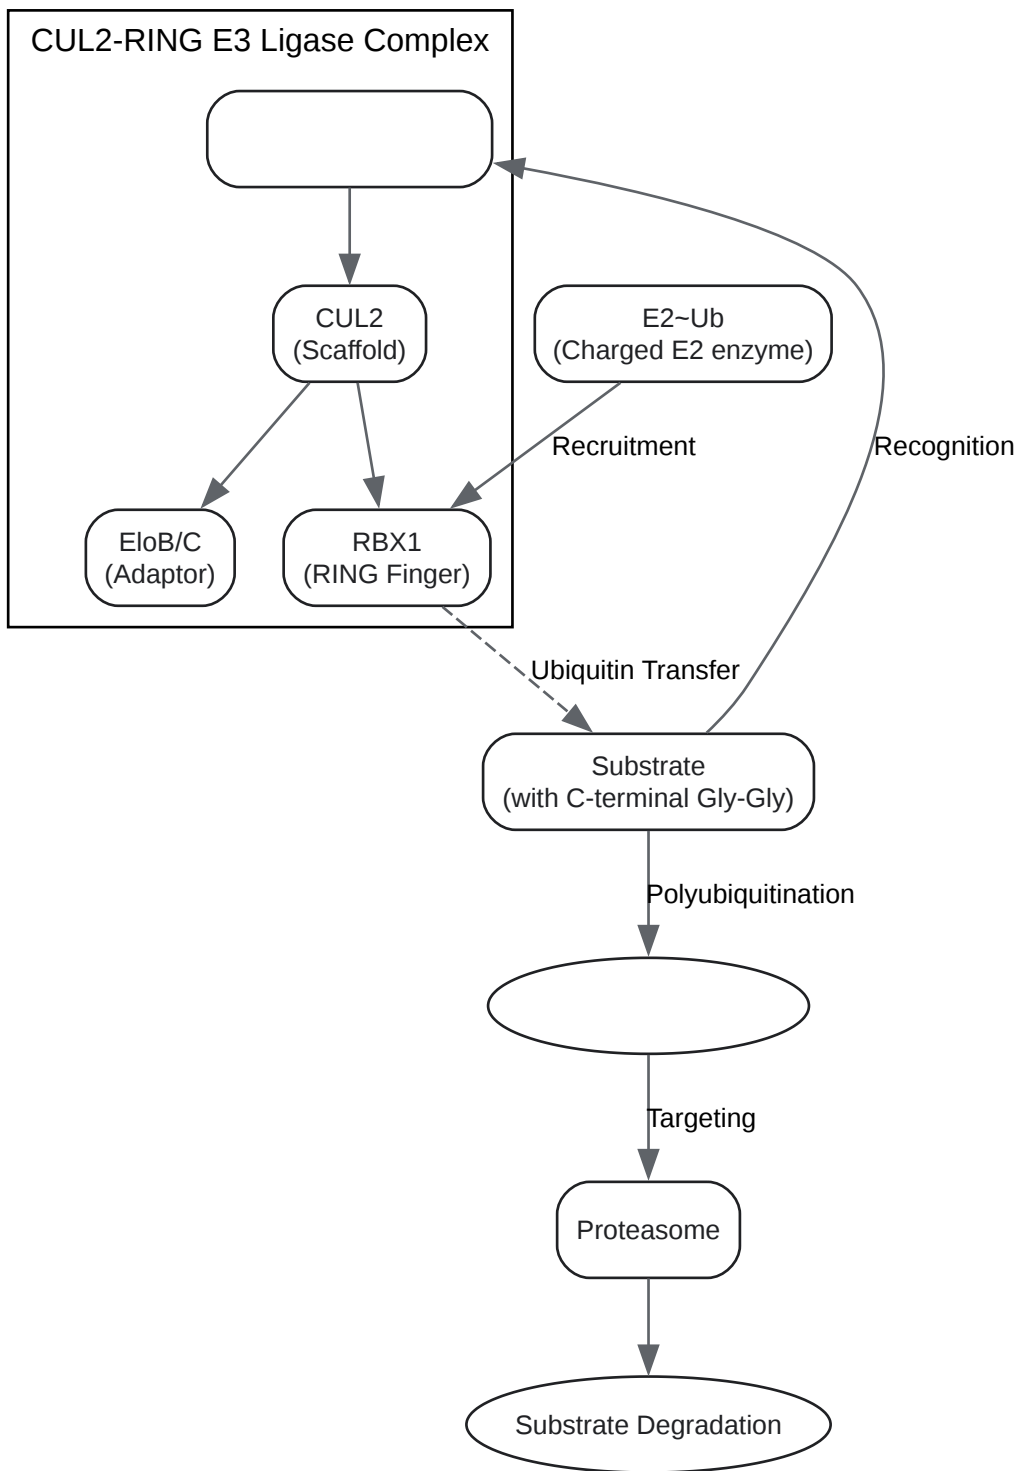 CUL2-RING E3 Ligase Complex
CUL2
(Scaffold)
E2~Ub
(Charged E2 enzyme)
Recruitment
Recognition
EloB/C
(Adaptor)
RBX1
(RING Finger)
Ubiquitin Transfer
Substrate
(with C-terminal Gly-Gly)
Polyubiquitination
Targeting
Proteasome
Substrate Degradation